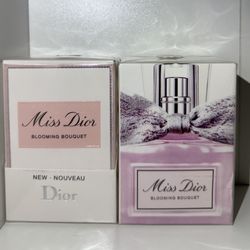 Miss Dior
BLOOMING BOUQUET
NEW - NOUVEAU
Dior
Miss Dior
BLOOMING BOUQUET